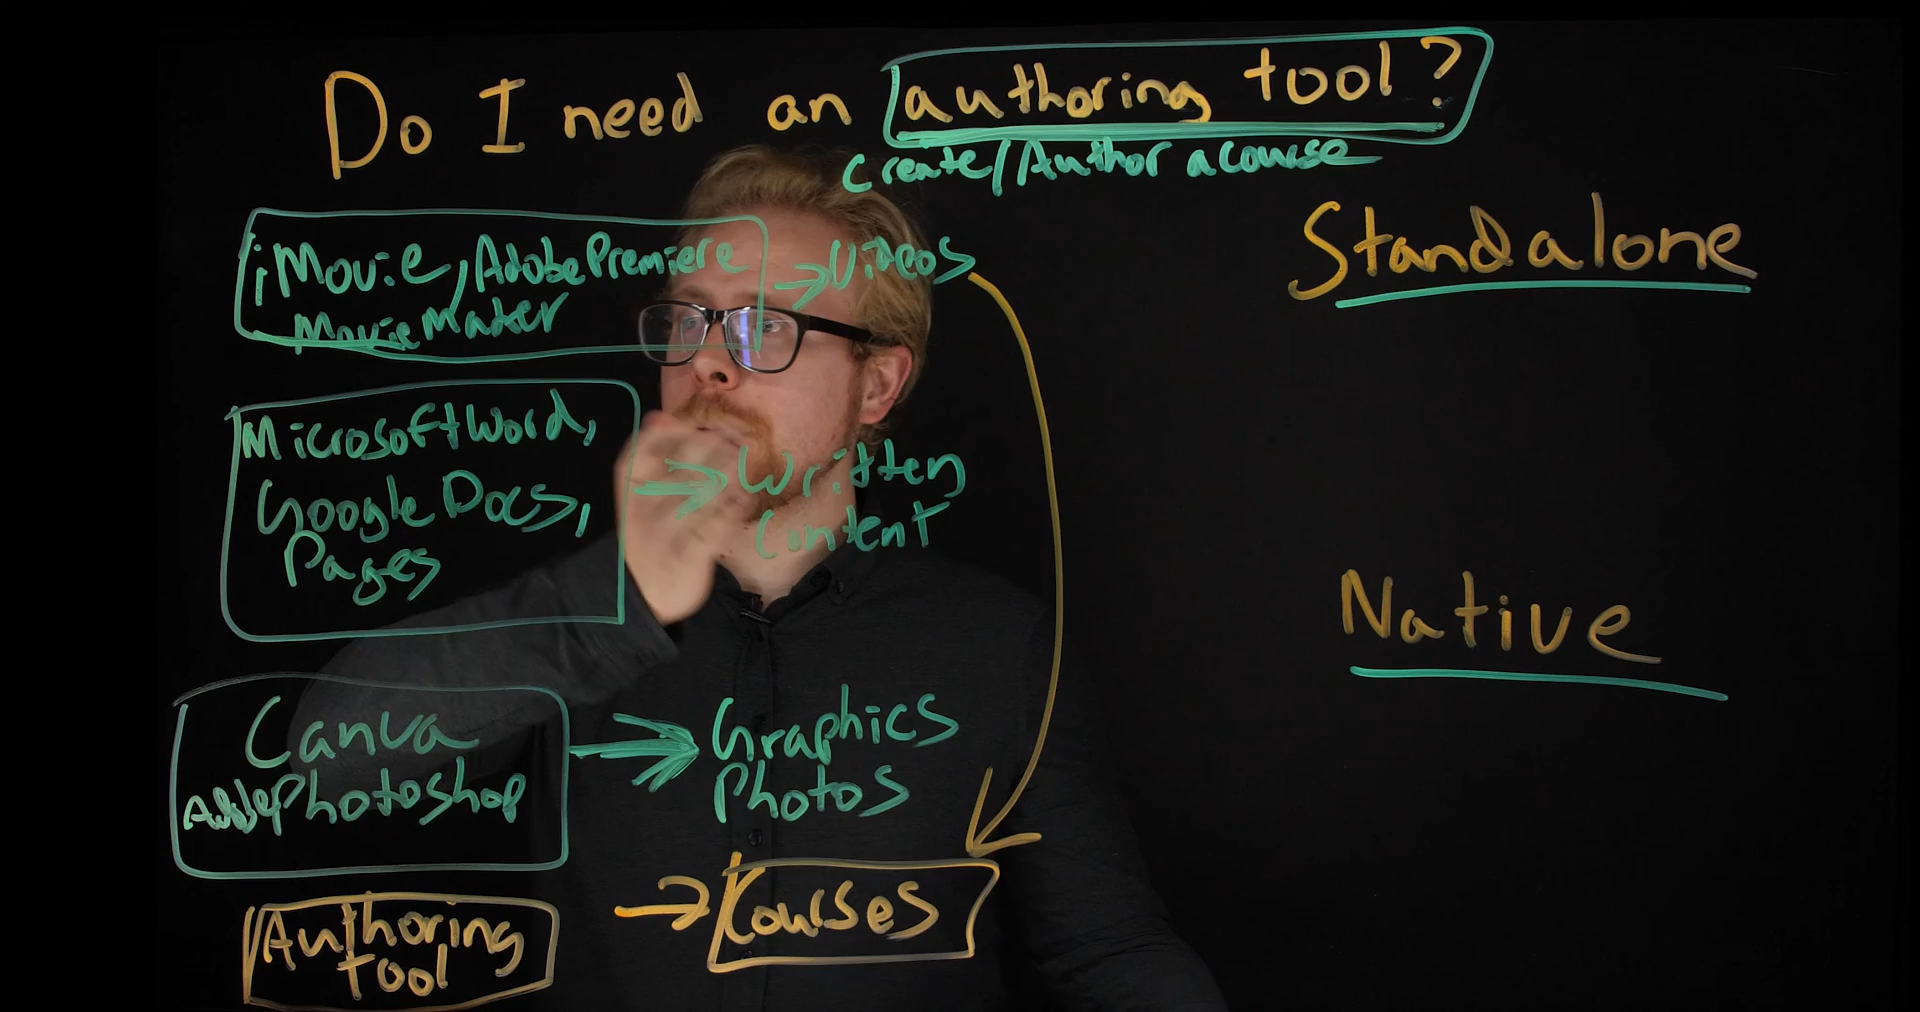 Do I need an authoring tool?
Create/Author a course
iMovie, Adobe Premiere
Movie Maker
→ Videos
Microsoft Word,
Google Docs,
Pages
→ Written
Content
Canva
Adobe Photoshop
→ Graphics
Photos
Authoring
tool
→ Courses
Standalone
Native